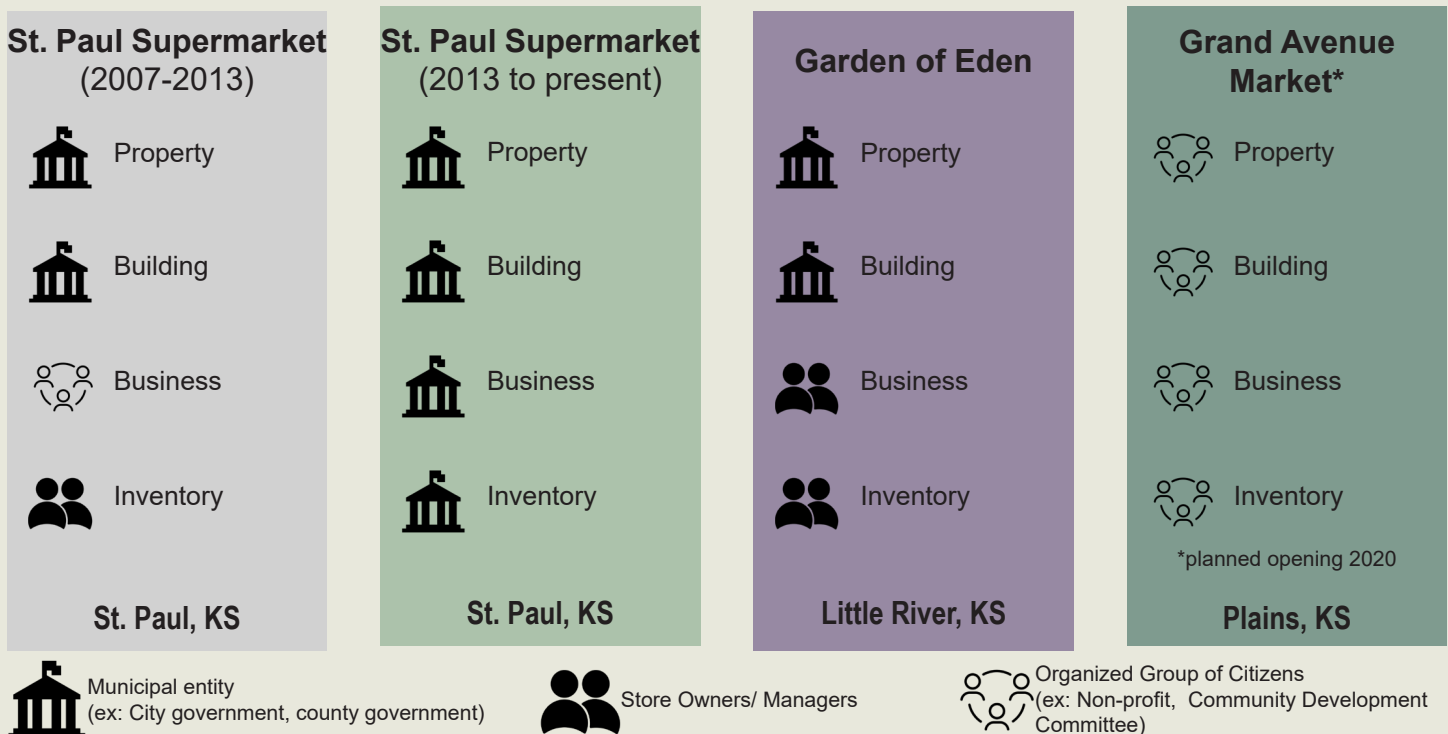 St. Paul Supermarket
(2007-2013)
Property
Building
Business
Inventory
St. Paul, KS
St. Paul Supermarket
(2013 to present)
Property
Building
Business
Inventory
St. Paul, KS
Garden of Eden
Property
Building
Business
Inventory
Little River, KS
Grand Avenue
Market*
Property
Building
Business
Inventory
*planned opening 2020
Plains, KS
Municipal entity
(ex: City government, county government)
Store Owners/ Managers
Organized Group of Citizens
(ex: Non-profit, Community Development
Committee)